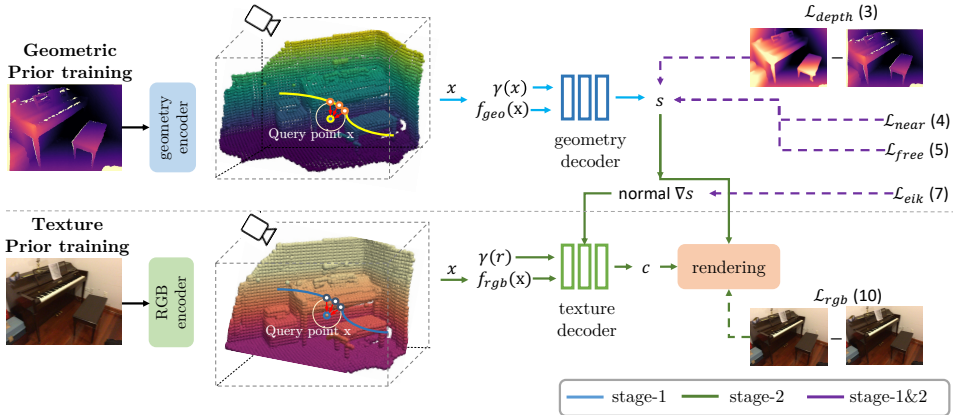 Geometric
Prior training
geometry
encoder
Query point x
x
γ(x)
f_geo(x)
geometry
decoder
s
ℒ_depth (3)
ℒ_near (4)
ℒ_free (5)
ℒ_eik (7)
normal ∇s
Texture
Prior training
RGB
encoder
Query point x
x
γ(r)
f_rgb(x)
texture
decoder
c
rendering
ℒ_rgb (10)
stage-1
stage-2
stage-1&2